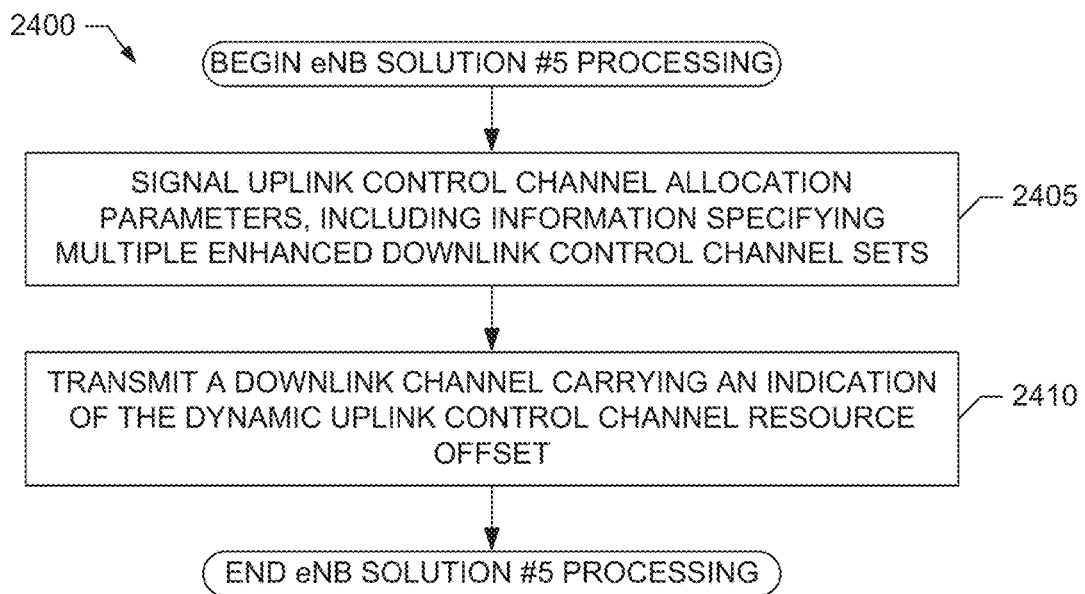 2400
BEGIN eNB SOLUTION #5 PROCESSING
SIGNAL UPLINK CONTROL CHANNEL ALLOCATION
PARAMETERS, INCLUDING INFORMATION SPECIFYING
MULTIPLE ENHANCED DOWNLINK CONTROL CHANNEL SETS
2405
TRANSMIT A DOWNLINK CHANNEL CARRYING AN INDICATION
OF THE DYNAMIC UPLINK CONTROL CHANNEL RESOURCE
OFFSET
2410
END eNB SOLUTION #5 PROCESSING